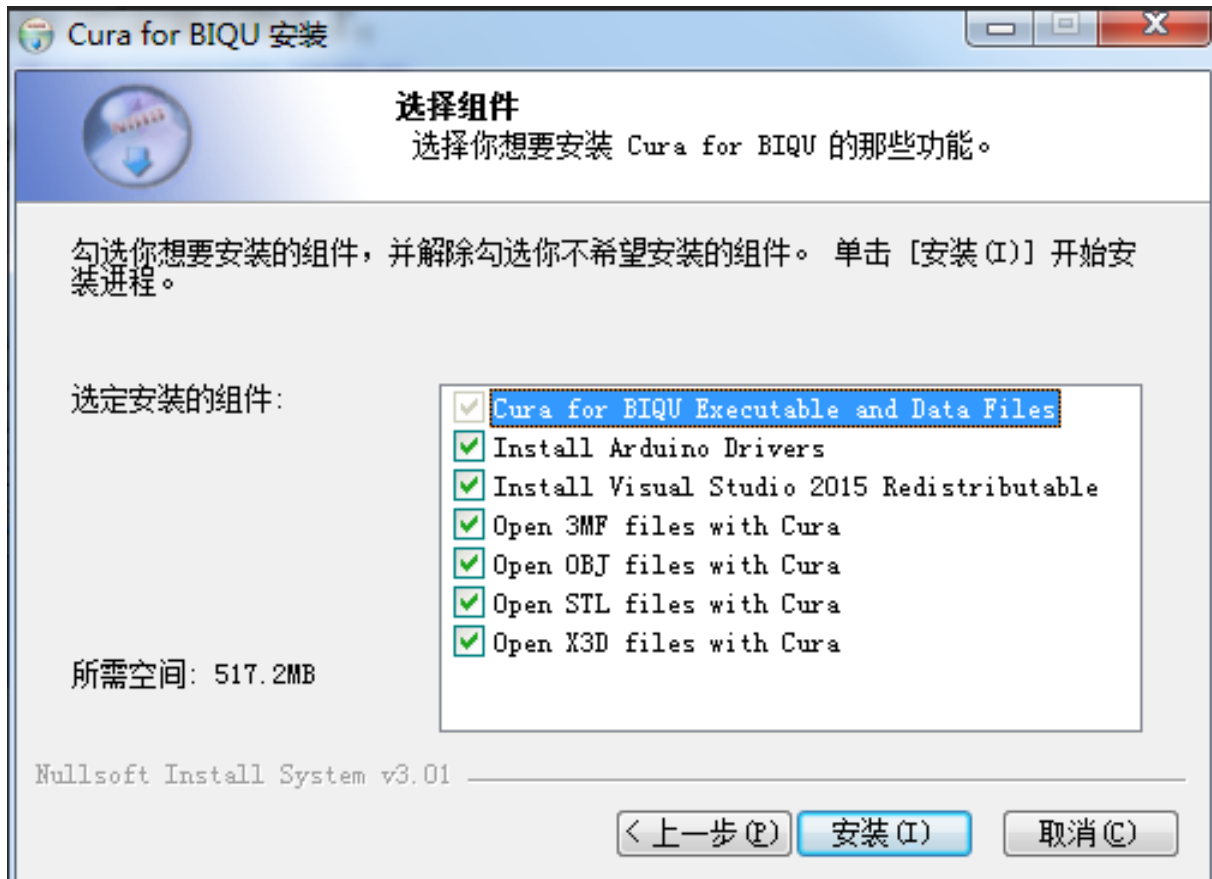 Cura for BIQU 安装
选择组件
选择你想要安装 Cura for BIQU 的那些功能。
勾选你想要安装的组件，并解除勾选你不希望安装的组件。 单击 [安装(I)] 开始安
装进程。
选定安装的组件:
Cura for BIQU Executable and Data Files
Install Arduino Drivers
Install Visual Studio 2015 Redistributable
Open 3MF files with Cura
Open OBJ files with Cura
Open STL files with Cura
Open X3D files with Cura
所需空间: 517.2MB
Nullsoft Install System v3.01
< 上一步(P) 安装(I) 取消(C)